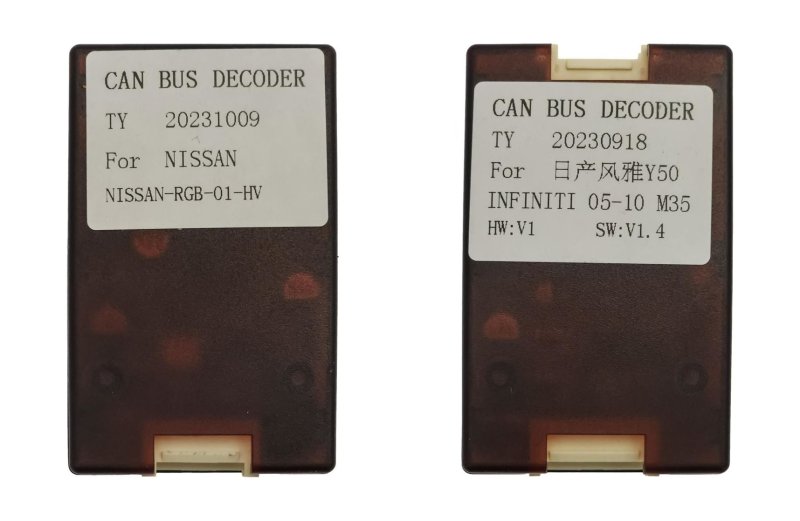 CAN BUS DECODER
TY 20231009
For NISSAN
NISSAN-RGB-01-HV
CAN BUS DECODER
TY 20230918
For 日产风雅Y50
INFINITI 05-10 M35
HW:V1 SW:V1.4